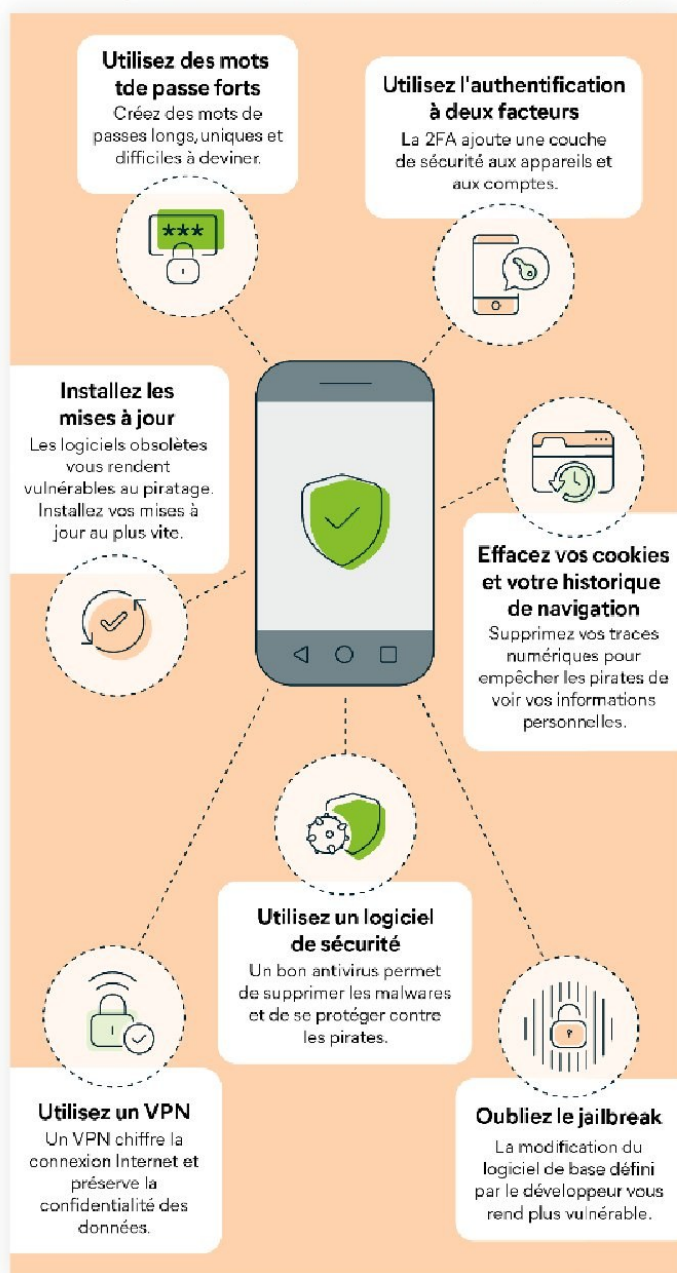 Utilisez des mots
tde passe forts
Créez des mots de
passes longs, uniques et
difficiles à deviner.
***
Utilisez l'authentification
à deux facteurs
La 2FA ajoute une couche
de sécurité aux appareils et
aux comptes.
Installez les
mises à jour
Les logiciels obsolètes
vous rendent
vulnérables au piratage.
Installez vos mises à
jour au plus vite.
Effacez vos cookies
et votre historique
de navigation
Supprimez vos traces
numériques pour
empêcher les pirates de
voir vos informations
personnelles.
Utilisez un logiciel
de sécurité
Un bon antivirus permet
de supprimer les malwares
et de se protéger contre
les pirates.
Utilisez un VPN
Un VPN chiffre la
connexion Internet et
préserve la
confidentialité des
données.
Oubliez le jailbreak
La modification du
logiciel de base défini
par le développeur vous
rend plus vulnérable.